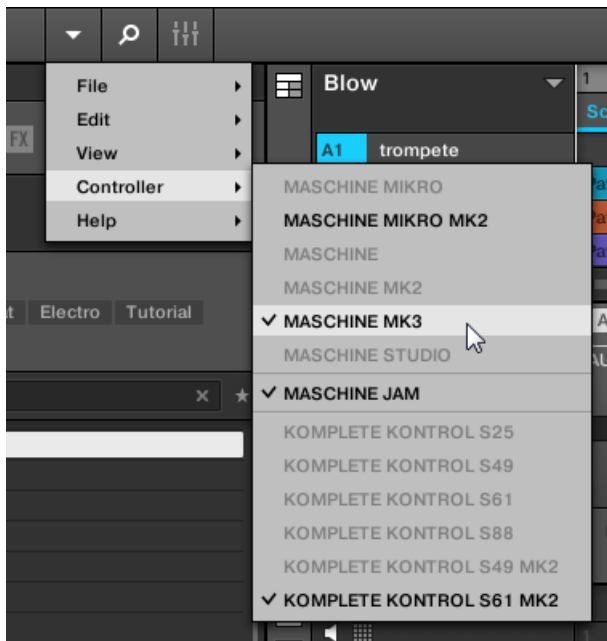 File
Edit
View
Controller
Help
FX
Electro
Tutorial
Blow
1
A1 trompete
MASCHINE MIKRO
MASCHINE MIKRO MK2
MASCHINE
MASCHINE MK2
MASCHINE MK3
MASCHINE STUDIO
MASCHINE JAM
KOMPLETE KONTROL S25
KOMPLETE KONTROL S49
KOMPLETE KONTROL S61
KOMPLETE KONTROL S88
KOMPLETE KONTROL S49 MK2
KOMPLETE KONTROL S61 MK2